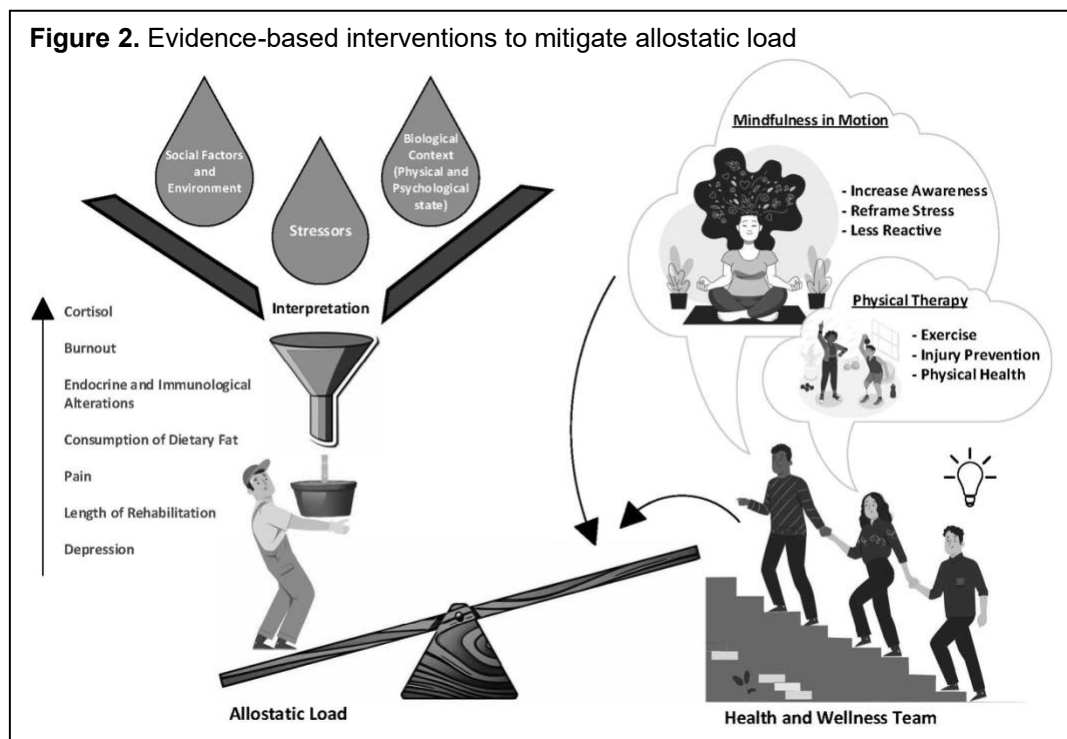 Figure 2. Evidence-based interventions to mitigate allostatic load
Social Factors
and
Environment
Stressors
Biological
Context
(Physical and
Psychological
state)
Interpretation
Cortisol
Burnout
Endocrine and Immunological
Alterations
Consumption of Dietary Fat
Pain
Length of Rehabilitation
Depression
Allostatic Load
Mindfulness in Motion
- Increase Awareness
- Reframe Stress
- Less Reactive
Physical Therapy
- Exercise
- Injury Prevention
- Physical Health
Health and Wellness Team